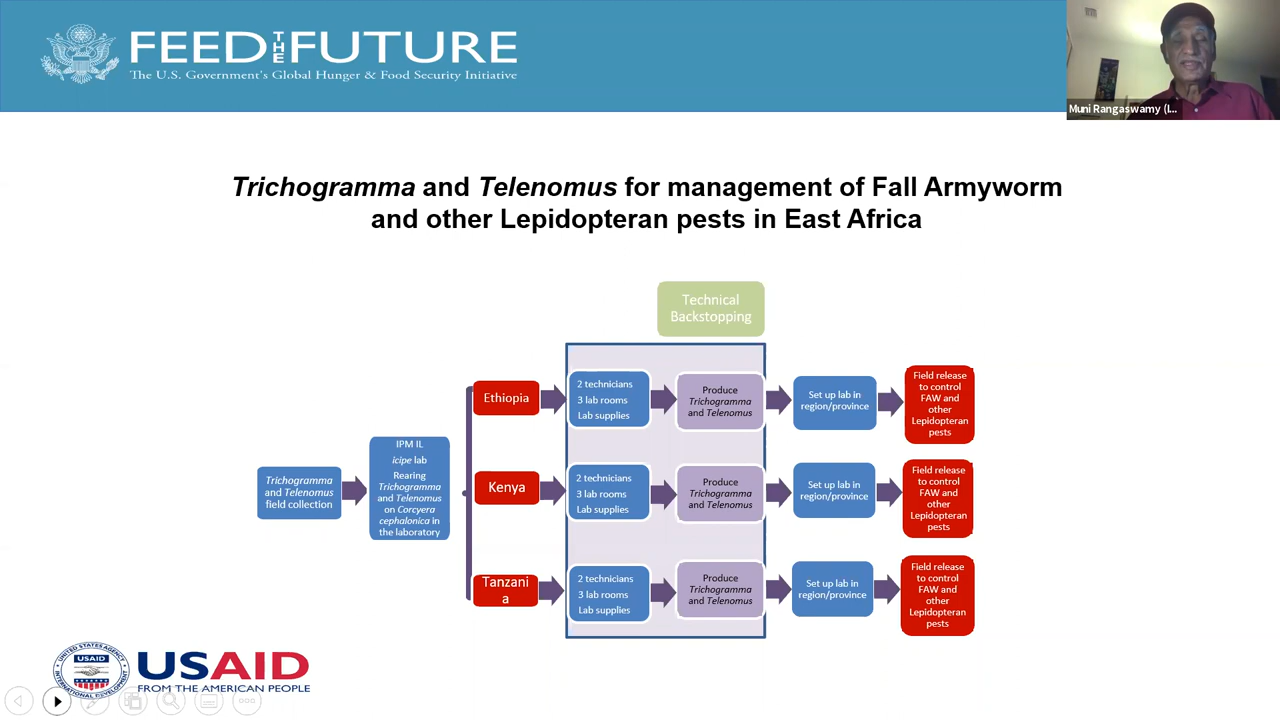 FEED THE FUTURE
The U.S. Government's Global Hunger & Food Security Initiative
Muni Rangaswamy (I...
Trichogramma and Telenomus for management of Fall Armyworm
and other Lepidopteran pests in East Africa
Technical
Backstopping
Trichogramma
and Telenomus
field collection
IPM IL
icipe lab
Rearing
Trichogramma
and Telenomus
on Corcyera
cephalonica in
the laboratory
Ethiopia
2 technicians
3 lab rooms
Lab supplies
Produce
Trichogramma
and Telenomus
Set up lab in
region/province
Field release
to control
FAW and
other
Lepidopteran
pests
Kenya
2 technicians
3 lab rooms
Lab supplies
Produce
Trichogramma
and Telenomus
Set up lab in
region/province
Field release
to control
FAW and
other
Lepidopteran
pests
Tanzani
a
2 technicians
3 lab rooms
Lab supplies
Produce
Trichogramma
and Telenomus
Set up lab in
region/province
Field release
to control
FAW and
other
Lepidopteran
pests
UNITED STATES AGENCY
USAID
INTERNATIONAL DEVELOPMENT
USAID
FROM THE AMERICAN PEOPLE